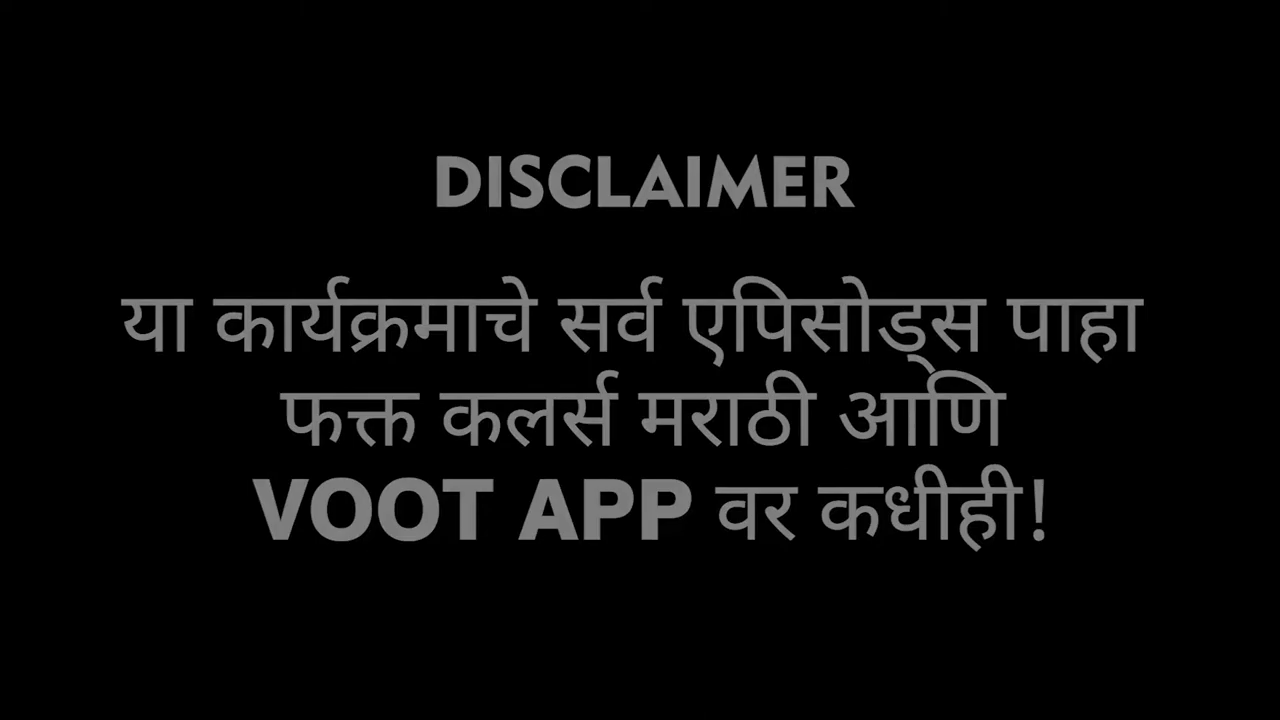 DISCLAIMER
या कार्यक्रमाचे सर्व एपिसोड्स पाहा
फक्त कलर्स मराठी आणि
VOOT APP वर कधीही!